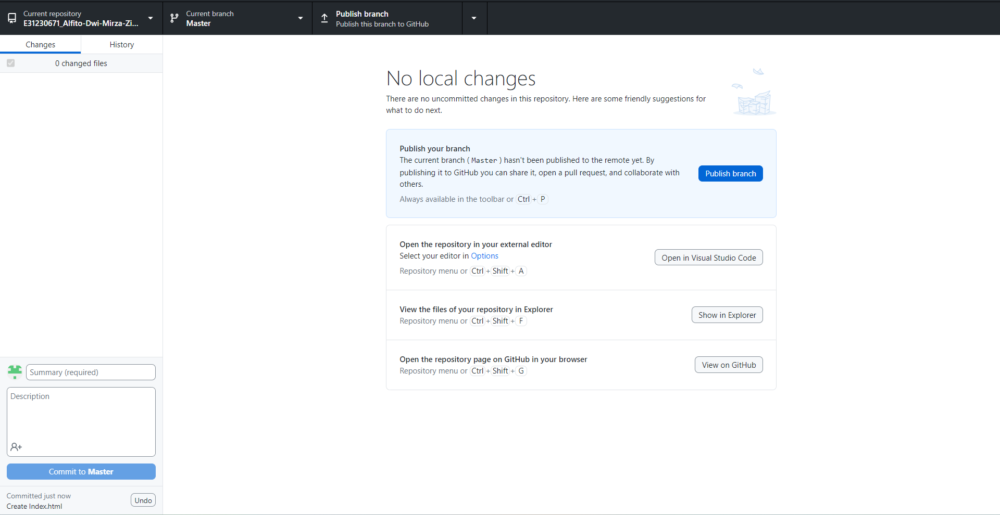 Current repository
E31230671_Alfito-Dwi-Mirza-Zi...
Current branch
Master
Publish branch
Publish this branch to GitHub
Changes
History
0 changed files
No local changes
There are no uncommitted changes in this repository. Here are some friendly suggestions for
what to do next.
Publish your branch
The current branch ( Master ) hasn't been published to the remote yet. By
publishing it to GitHub you can share it, open a pull request, and collaborate with
others.
Always available in the toolbar or Ctrl + P
Publish branch
Open the repository in your external editor
Select your editor in Options
Repository menu or Ctrl + Shift + A
Open in Visual Studio Code
View the files of your repository in Explorer
Repository menu or Ctrl + Shift + F
Show in Explorer
Open the repository page on GitHub in your browser
Repository menu or Ctrl + Shift + G
View on GitHub
Summary (required)
Description
Commit to Master
Committed just now
Create Index.html
Undo